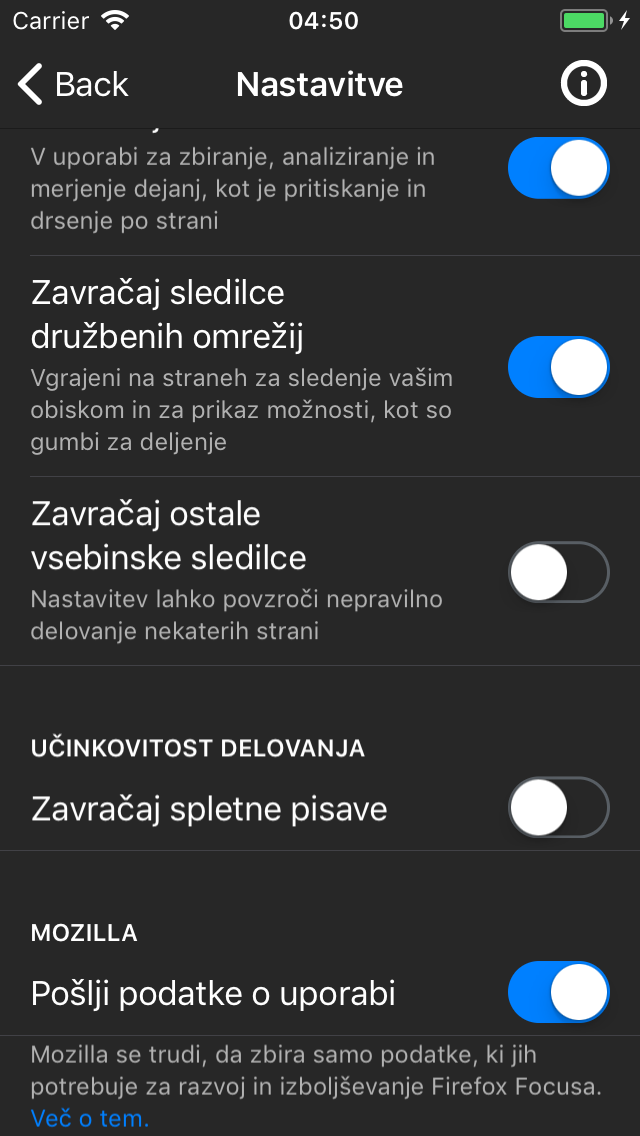 Carrier 04:50
Back Nastavitve
V uporabi za zbiranje, analiziranje in
merjenje dejanj, kot je pritiskanje in
drsenje po strani
Zavračaj sledilce
družbenih omrežij
Vgrajeni na straneh za sledenje vašim
obiskom in za prikaz možnosti, kot so
gumbi za deljenje
Zavračaj ostale
vsebinske sledilce
Nastavitev lahko povzroči nepravilno
delovanje nekaterih strani
UČINKOVITOST DELOVANJA
Zavračaj spletne pisave
MOZILLA
Pošlji podatke o uporabi
Mozilla se trudi, da zbira samo podatke, ki jih
potrebuje za razvoj in izboljševanje Firefox Focusa.
Več o tem.